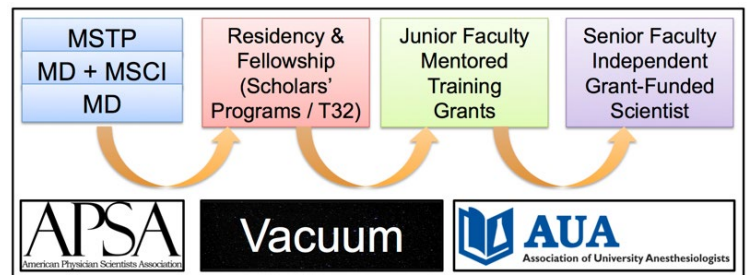 MSTP
MD + MSCI
MD
Residency &
Fellowship
(Scholars'
Programs / T32)
Junior Faculty
Mentored
Training
Grants
Senior Faculty
Independent
Grant-Funded
Scientist
APSA
American Physician Scientists Association
Vacuum
AUA
Association of University Anesthesiologists